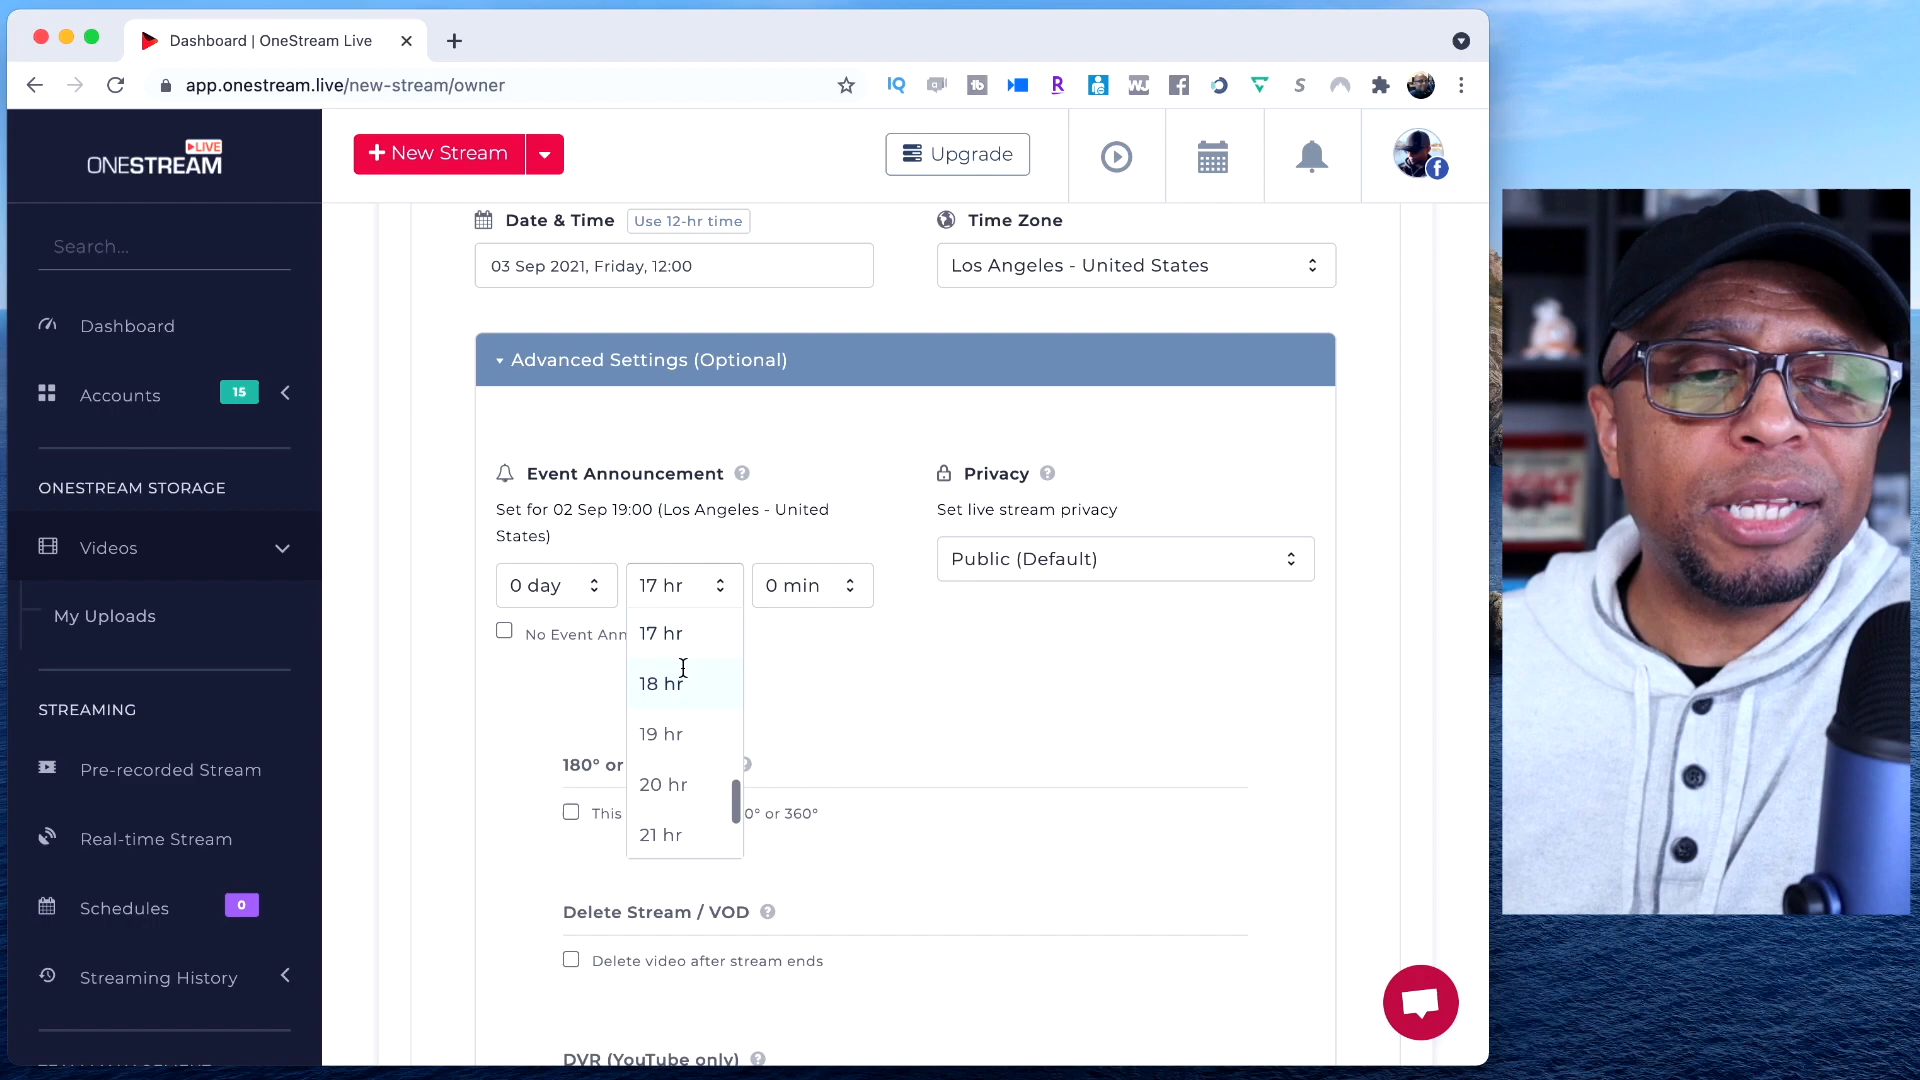 Dashboard | OneStream Live
app.onestream.live/new-stream/owner
IQ
R
LIVE
ONESTREAM
+ New Stream
Upgrade
Search...
Dashboard
Accounts
15
ONESTREAM STORAGE
Videos
My Uploads
STREAMING
Pre-recorded Stream
Real-time Stream
Schedules
0
Streaming History
Date & Time
Use 12-hr time
03 Sep 2021, Friday, 12:00
Time Zone
Los Angeles - United States
Advanced Settings (Optional)
Event Announcement
Set for 02 Sep 19:00 (Los Angeles - United
States)
0 day
17 hr
0 min
No Event Ann
17 hr
18 hr
19 hr
20 hr
21 hr
Privacy
Set live stream privacy
Public (Default)
180° or
This
0° or 360°
Delete Stream / VOD
Delete video after stream ends
DVR (YouTube only)